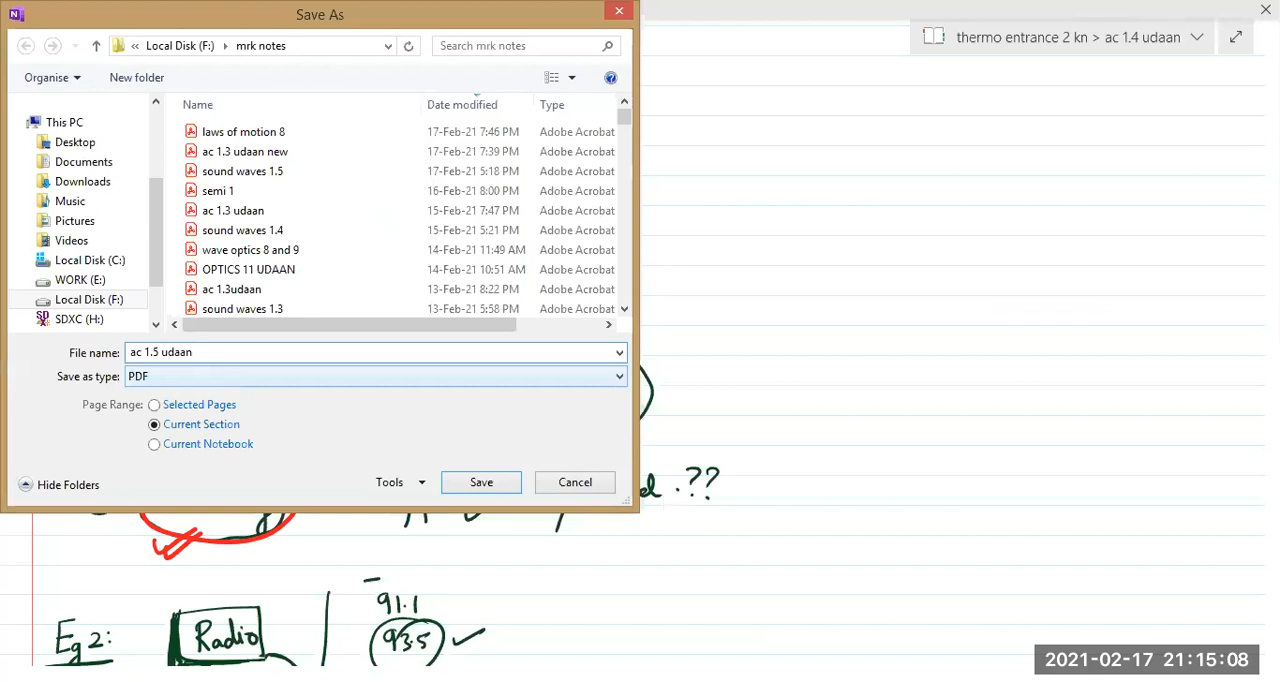 Save As
thermo entrance 2 kn > ac 1.4 udaan
« Local Disk (F:) mrk notes
Search mrk notes
Organise
New folder
This PC
Desktop
Documents
Downloads
Music
Pictures
Videos
Local Disk (C:)
WORK (E:)
Local Disk (F:)
SDXC (H:)
Name Date modified Type
laws of motion 8 17-Feb-21 7:46 PM Adobe Acrobat
ac 1.3 udaan new 17-Feb-21 7:39 PM Adobe Acrobat
sound waves 1.5 17-Feb-21 5:18 PM Adobe Acrobat
semi 1 16-Feb-21 8:00 PM Adobe Acrobat
ac 1.3 udaan 15-Feb-21 7:47 PM Adobe Acrobat
sound waves 1.4 15-Feb-21 5:21 PM Adobe Acrobat
wave optics 8 and 9 14-Feb-21 11:49 AM Adobe Acrobat
OPTICS 11 UDAAN 14-Feb-21 10:51 AM Adobe Acrobat
ac 1.3udaan 13-Feb-21 8:22 PM Adobe Acrobat
sound waves 1.3 13-Feb-21 5:58 PM Adobe Acrobat
File name: ac 1.5 udaan
Save as type: PDF
Page Range: Selected Pages
Current Section
Current Notebook
Hide Folders
Tools
Save
Cancel
??
91.1
Eg 2: Radio 93.5
2021-02-17 21:15:08